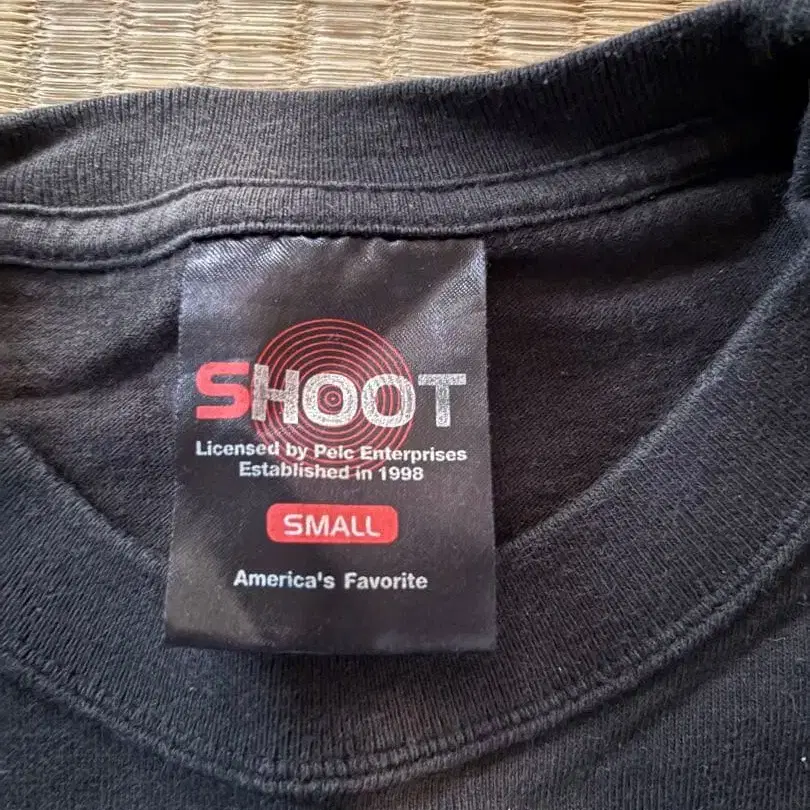 SHOOT
Licensed by Pelc Enterprises
Established in 1998
SMALL
America's Favorite